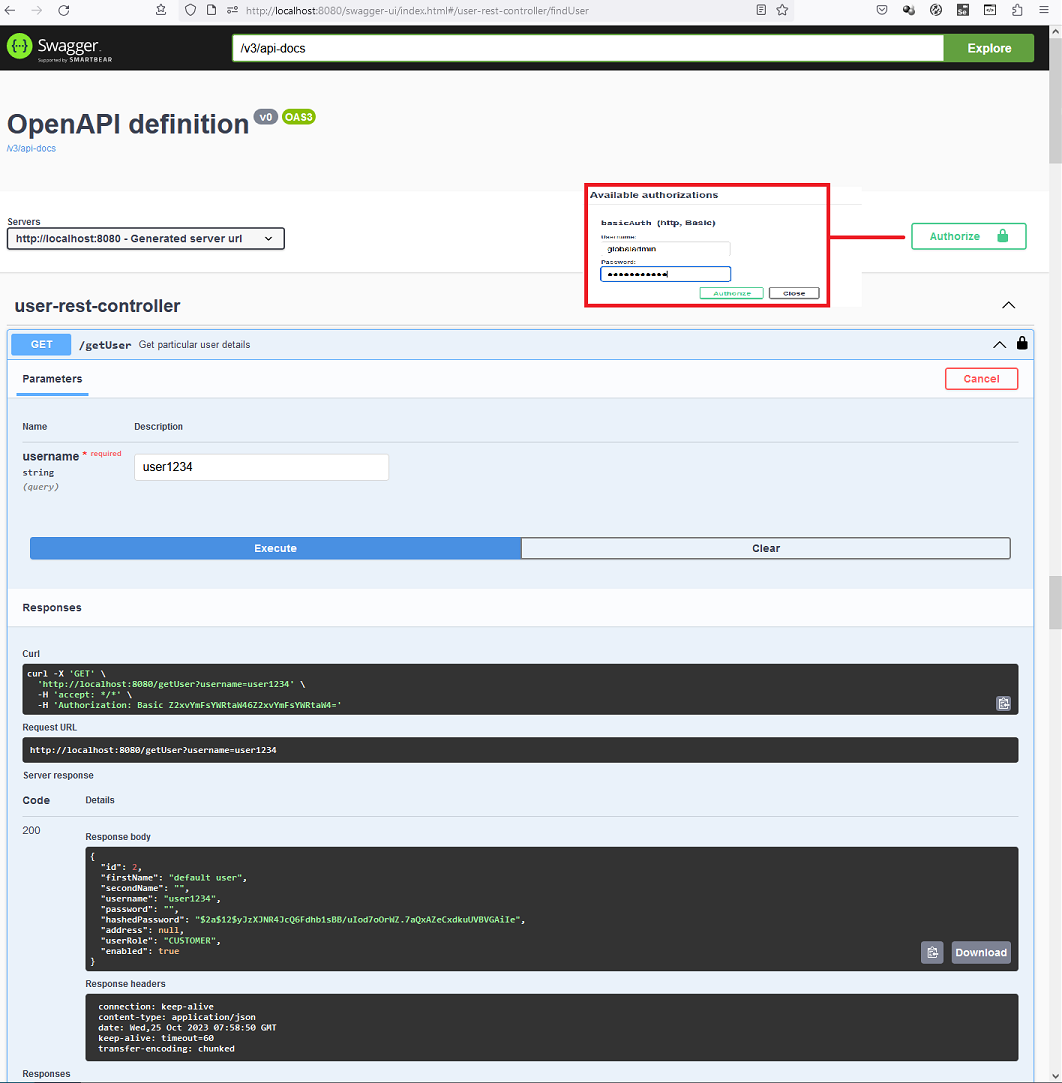 http://localhost:8080/swagger-ui/index.html#/user-rest-controller/findUser
Swagger.
Supported by SMARTBEAR
/v3/api-docs
Explore
OpenAPI definition v0 OAS3
/v3/api-docs
Available authorizations
Servers
http://localhost:8080 - Generated server url
basicAuth (http, Basic)
Username:
globaladmin
Password:
Authorize Close
Authorize
user-rest-controller
GET /getUser Get particular user details
Parameters
Cancel
Name Description
username * required
string
(query)
user1234
Execute Clear
Responses
Curl
curl -X 'GET' \
'http://localhost:8080/getUser?username=user1234' \
-H 'accept: */*' \
-H 'Authorization: Basic Z2xvYmFsYWRtaW46Z2xvYmFsYWRtaW4='
Request URL
http://localhost:8080/getUser?username=user1234
Server response
Code Details
200
Response body
{
"id": 2,
"firstName": "default user",
"secondName": "",
"username": "user1234",
"password": "",
"hashedPassword": "$2a$12$yJzXJNR4JcQ6Fdhb1sBB/uIod7oOrWZ.7aQxAZeCxdkuUVBVGAiIe",
"address": null,
"userRole": "CUSTOMER",
"enabled": true
}
Download
Response headers
connection: keep-alive
content-type: application/json
date: Wed,25 Oct 2023 07:58:50 GMT
keep-alive: timeout=60
transfer-encoding: chunked
Responses